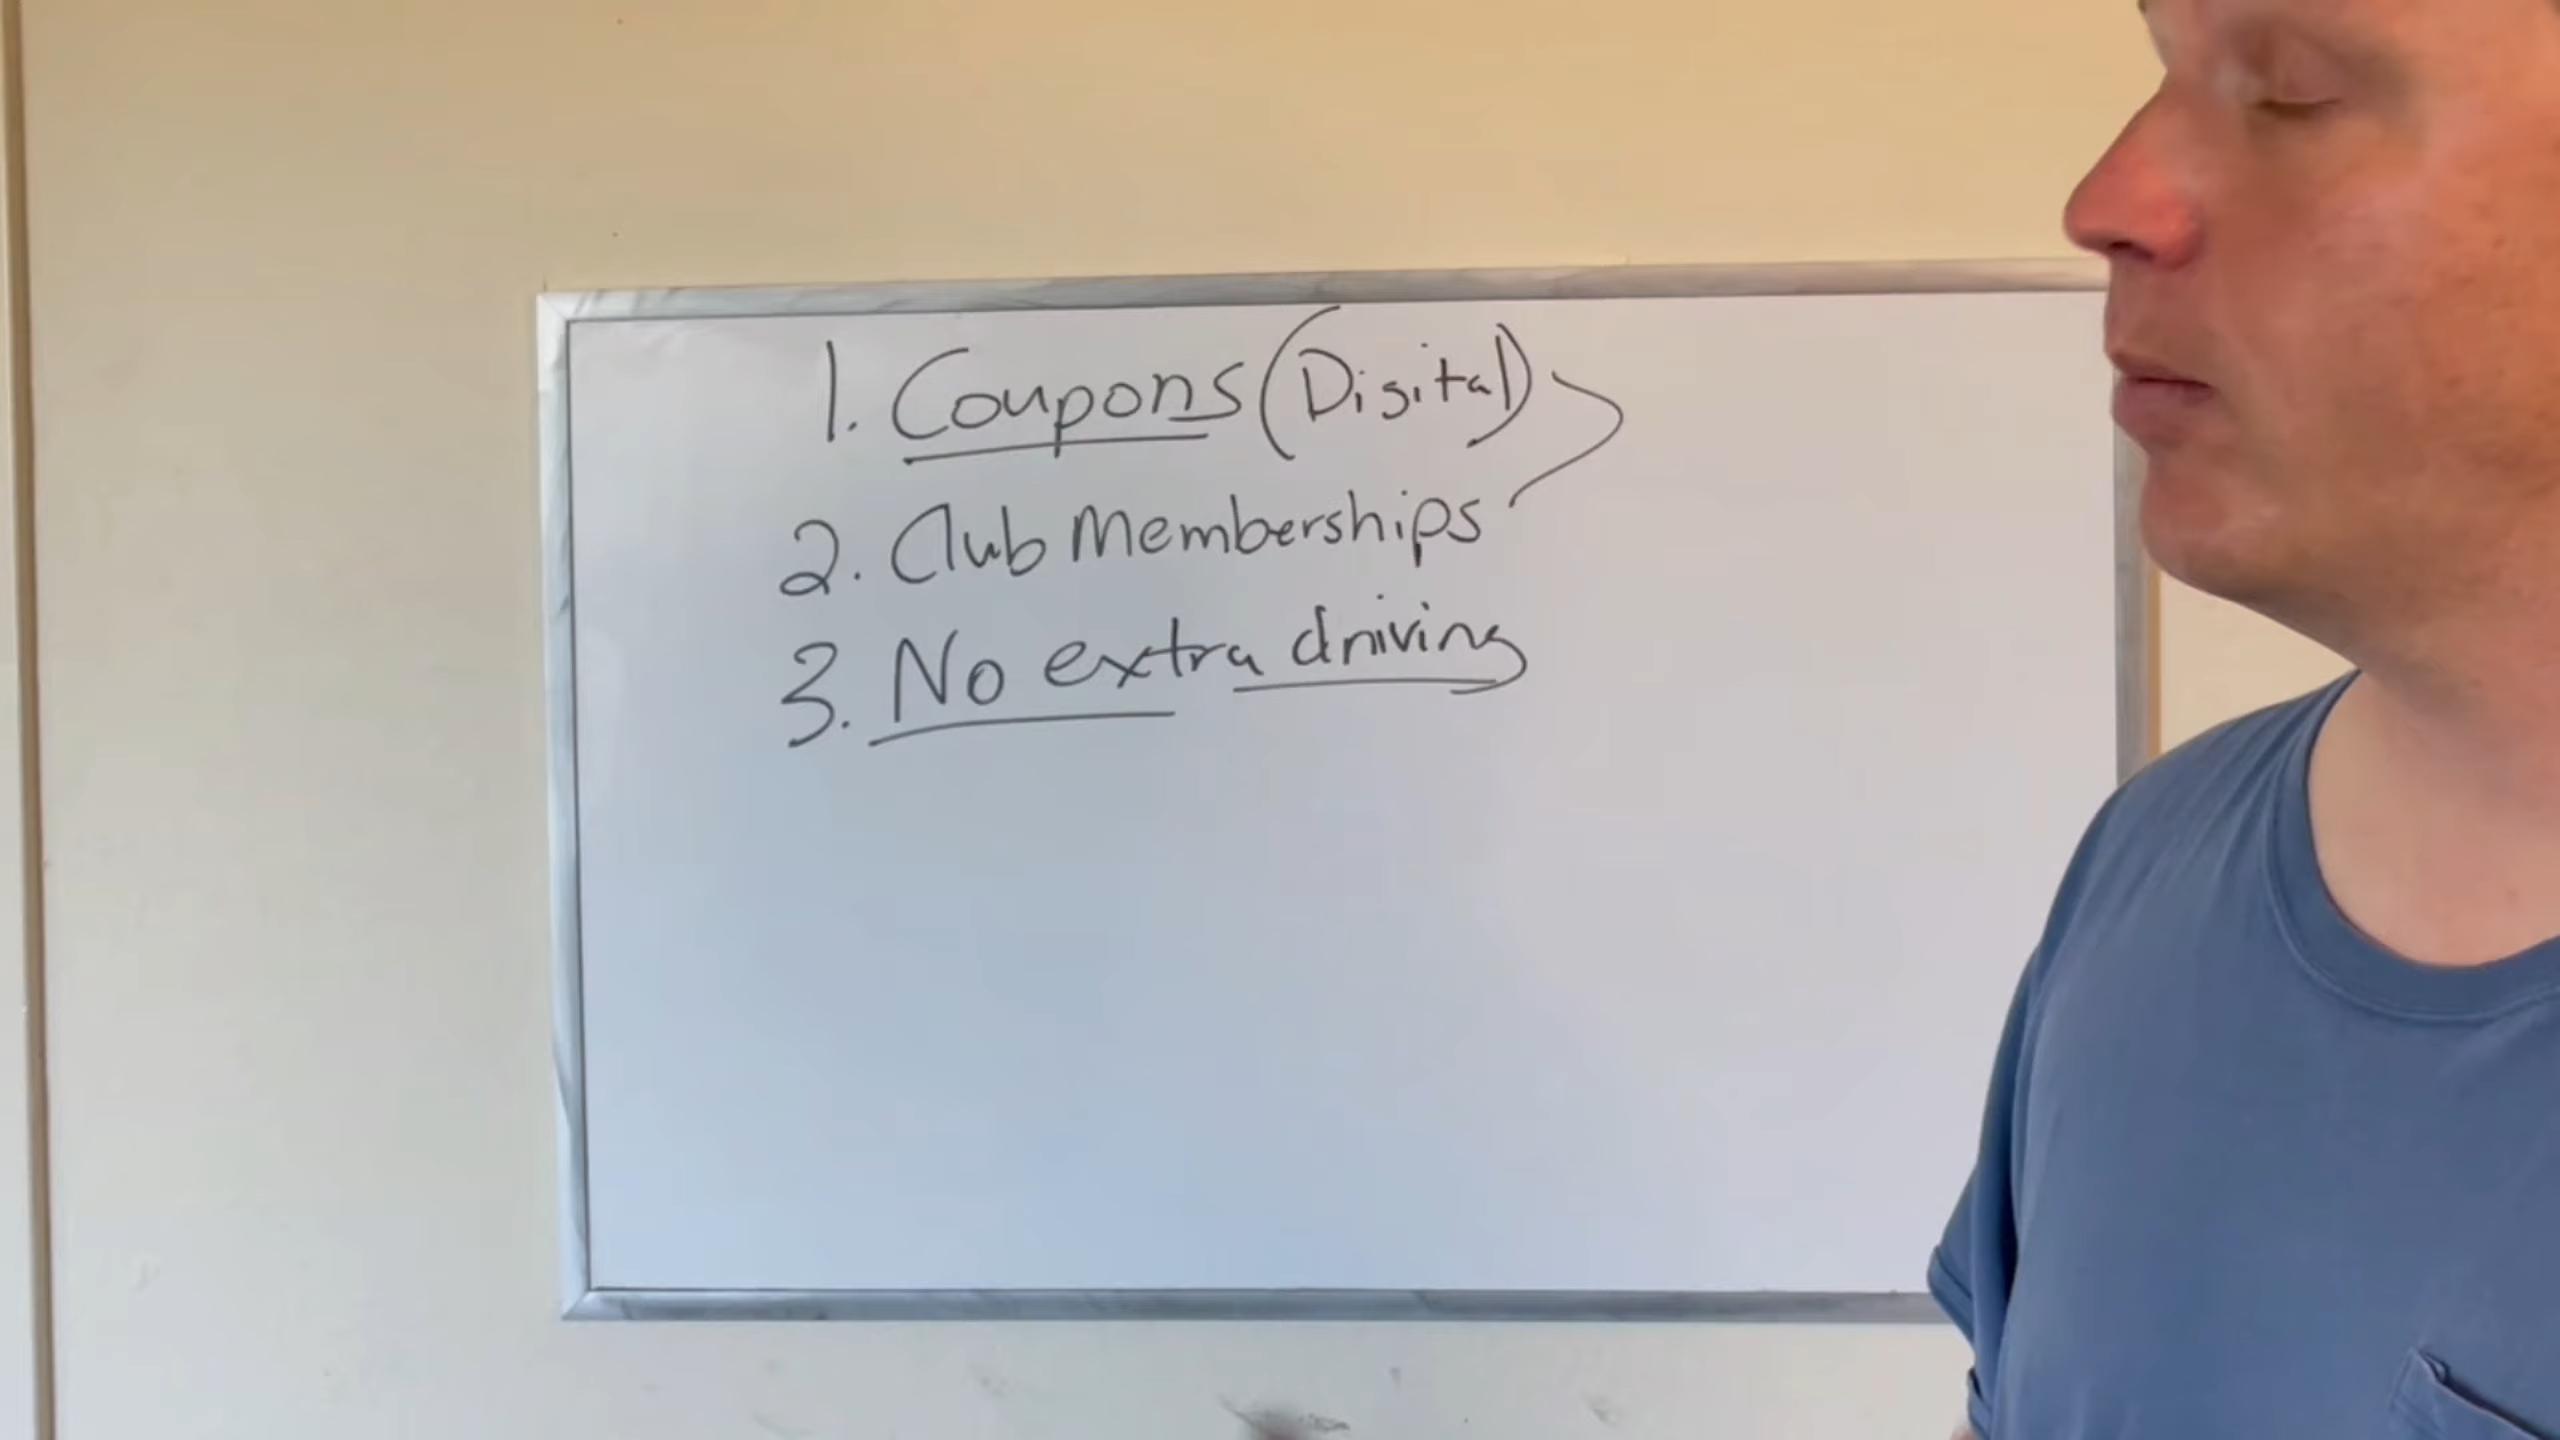 1. Coupons (Digital)
2. Club Memberships
3. No extra driving